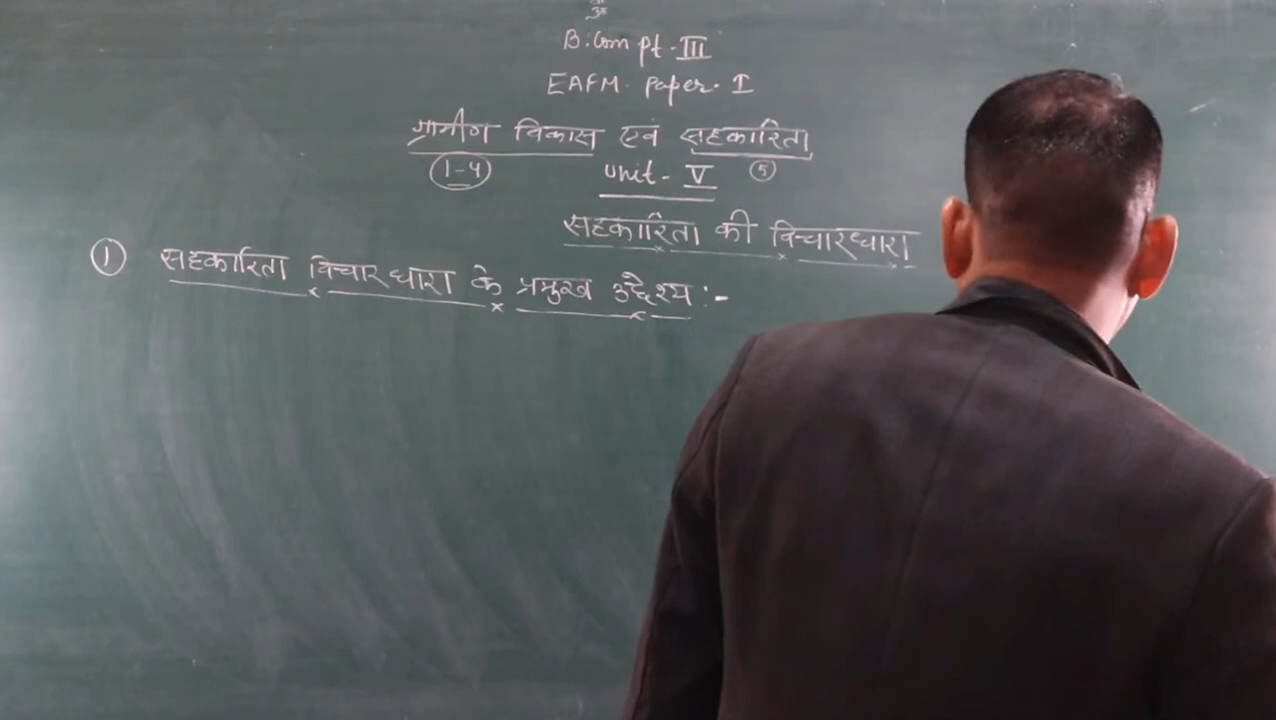 ॐ
B.Com pt-III
EAFM. Paper. I
ग्रामीण विकास एवं सहकारिता
1-4 Unit- V 5
सहकारिता की विचारधारा
1 सहकारिता विचारधारा के प्रमुख उद्देश्य :-